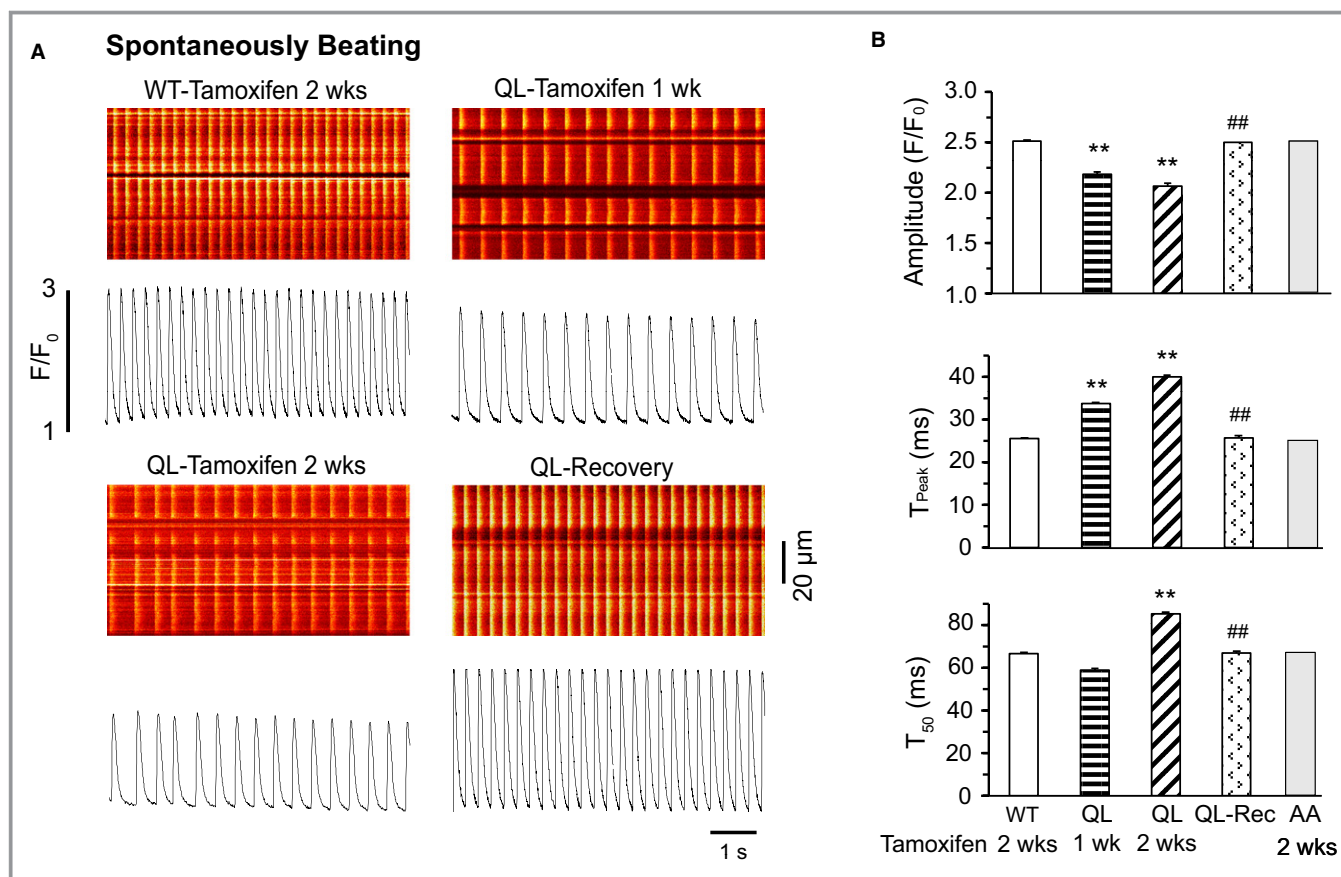 A
Spontaneously Beating
WT-Tamoxifen 2 wks
QL-Tamoxifen 1 wk
3
F/F0
1
QL-Tamoxifen 2 wks
QL-Recovery
20 µm
1 s
B
3.0
2.5
2.0
1.5
1.0
Amplitude (F/F0)
**
**
##
40
30
20
10
0
TPeak (ms)
**
**
##
80
60
40
20
0
T50 (ms)
**
##
WT QL QL QL-Rec AA
Tamoxifen 2 wks 1 wk 2 wks 2 wks